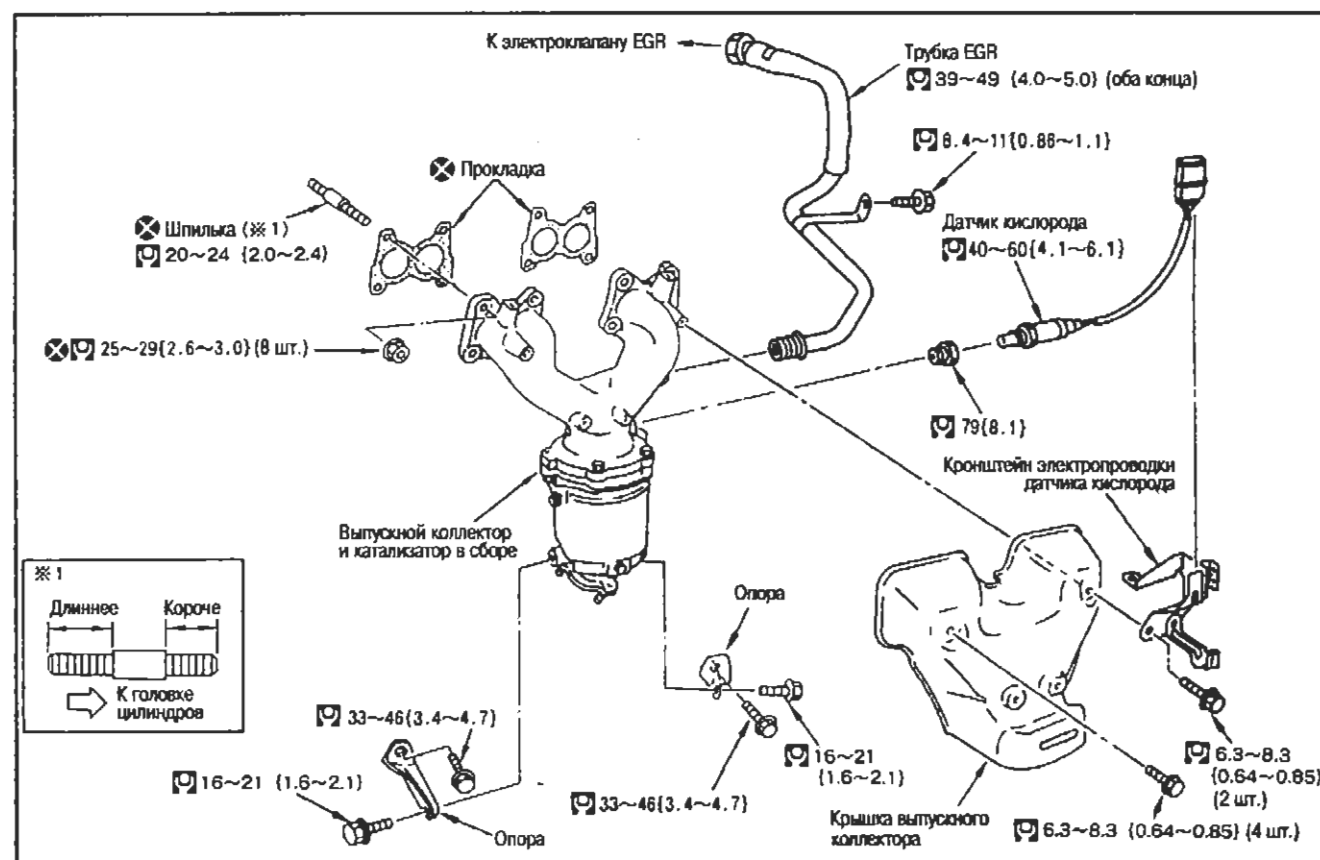 К электроклапану EGR
Трубка EGR
39~49 {4.0~5.0} (оба конца)
8.4~11{0.86~1.1}
Прокладка
Шпилька (※1)
20~24 {2.0~2.4}
Датчик кислорода
40~60{4.1~6.1}
25~29{2.6~3.0}(8 шт.)
79{8.1}
Кронштейн электропроводки
датчика кислорода
Выпускной коллектор
и катализатор в сборе
※1
Длиннее
Короче
К головке
цилиндров
Опора
33~46{3.4~4.7}
16~21 {1.6~2.1}
Опора
16~21
{1.6~2.1}
33~46{3.4~4.7}
Крышка выпускного
коллектора
6.3~8.3
{0.64~0.85}
(2 шт.)
6.3~8.3 {0.64~0.85} (4 шт.)